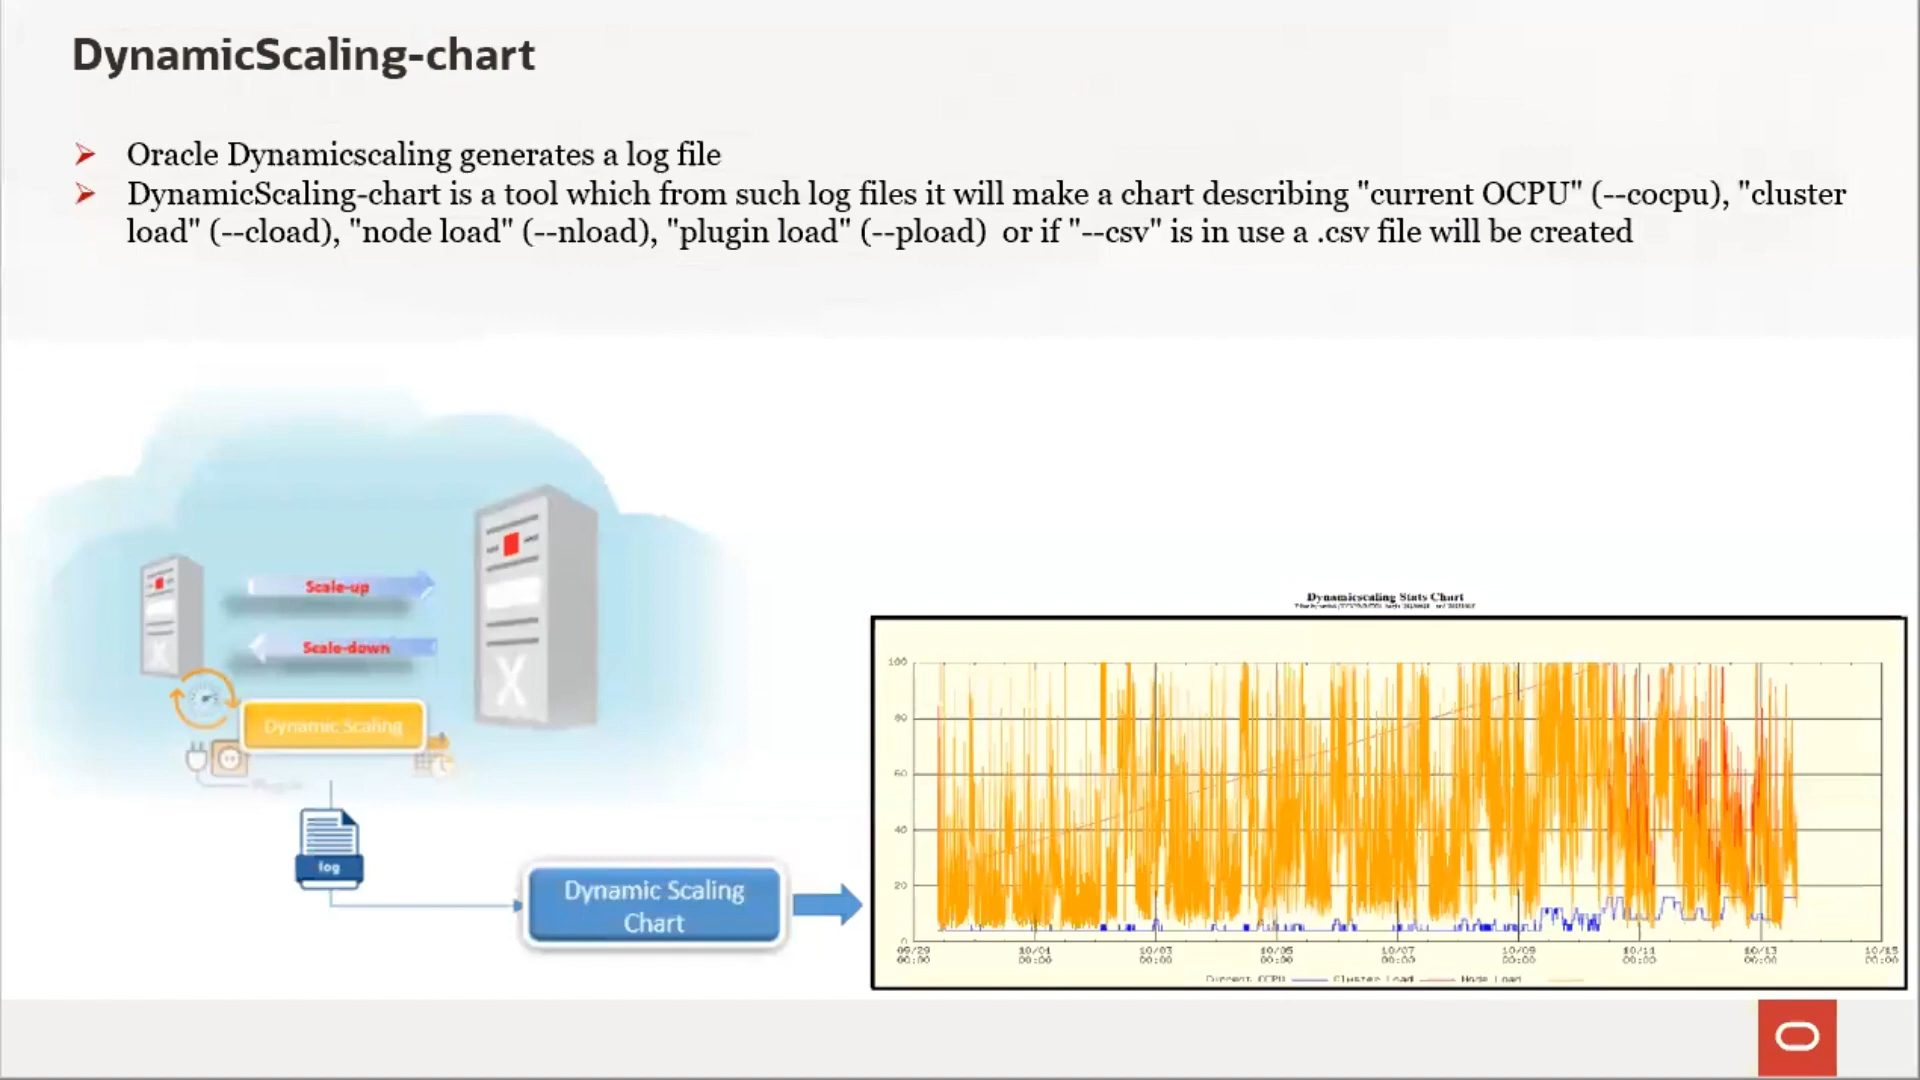 DynamicScaling-chart
Oracle Dynamicscaling generates a log file
DynamicScaling-chart is a tool which from such log files it will make a chart describing "current OCPU" (--cocpu), "cluster
load" (--cload), "node load" (--nload), "plugin load" (--pload) or if "--csv" is in use a .csv file will be created
Scale-up
Scale-down
X
X
Dynamic Scaling
Plugin
log
Dynamic Scaling
Chart
Dynamicscaling Stats Chart
100
80
60
40
20
0
09/29 10/01 10/03 10/05 10/07 10/09 10/11 10/13 10/15
00:00 00:00 00:00 00:00 00:00 00:00 00:00 00:00 00:00
Current OCPU Cluster Load Node Load